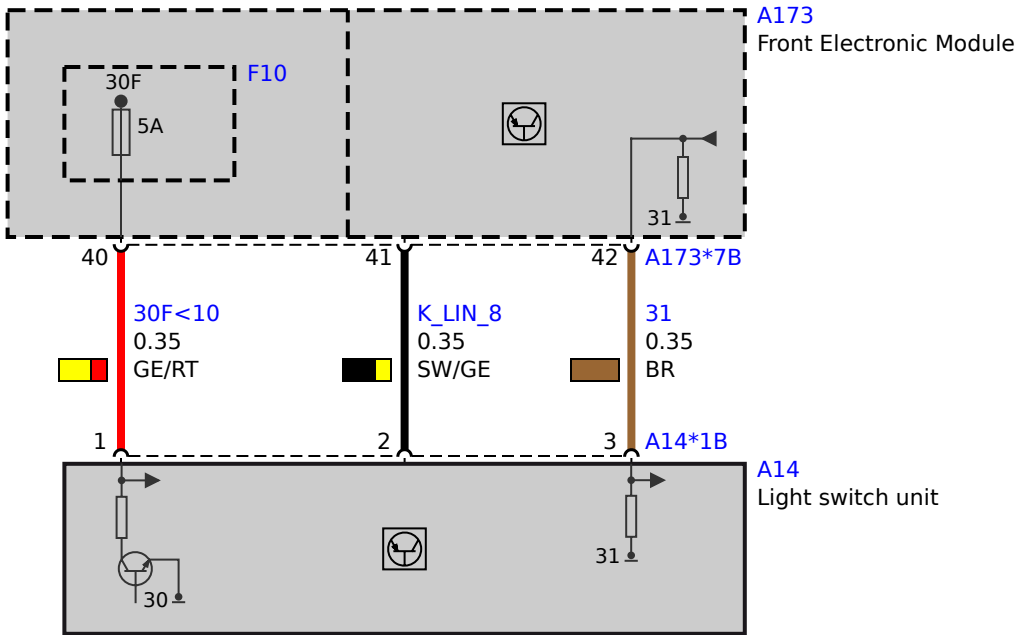 A173
Front Electronic Module
F10
30F
5A
31
40
41
42
A173*7B
30F<10
0.35
GE/RT
K_LIN_8
0.35
SW/GE
31
0.35
BR
1
2
3
A14*1B
A14
Light switch unit
31
30